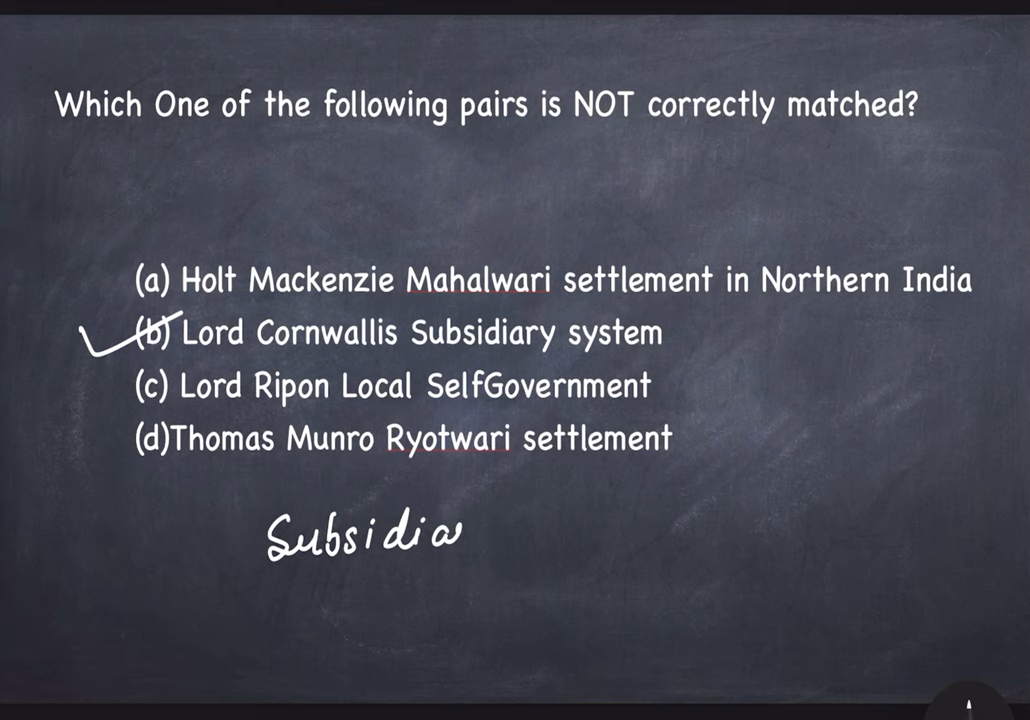 Which One of the following pairs is NOT correctly matched?
(a) Holt Mackenzie Mahalwari settlement in Northern India
(b) Lord Cornwallis Subsidiary system
(c) Lord Ripon Local SelfGovernment
(d)Thomas Munro Ryotwari settlement
Subsidia